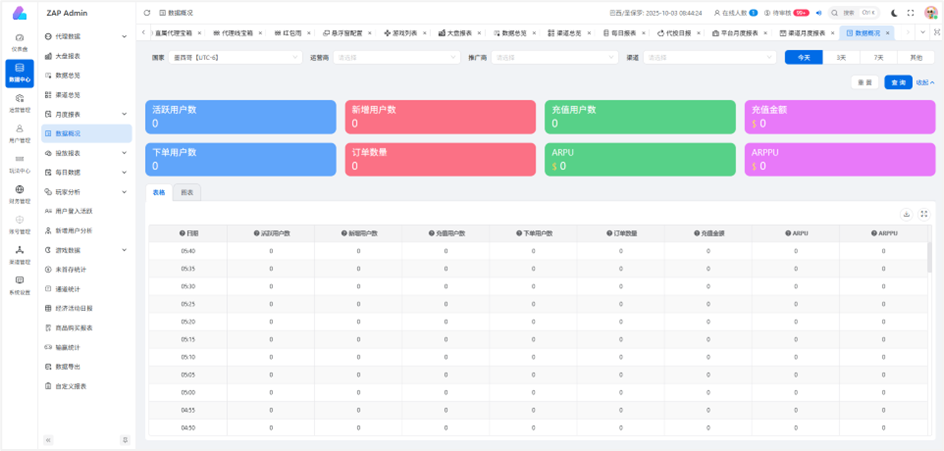 ZAP Admin
数据概况
巴西/圣保罗: 2025-10-03 08:44:24
在线人数
待审核 99+
搜索 Ctrl K
仪表盘
数据中心
运营管理
用户管理
玩法中心
财务管理
账号管理
渠道管理
系统设置
代理数据
大盘报表
数据总览
渠道总览
月度报表
数据概况
投放报表
每日数据
玩家分析
用户登入活跃
新增用户分析
游戏数据
未首存统计
通道统计
经济活动日报
商品购买报表
输赢统计
数据导出
自定义报表
直属代理宝箱 × 代理线宝箱 × 红包雨 × 悬浮窗配置 × 游戏列表 × 大盘报表 × 数据总览 × 渠道总览 × 每日报表 × 代投日报 × 平台月度报表 × 渠道月度报表 × 数据概况 ×
国家 墨西哥【UTC-6】 运营商 请选择 推广商 请选择 渠道 请选择 今天 3天 7天 其他
重置 查询 收起
活跃用户数 新增用户数 充值用户数 充值金额
0 0 0 $ 0
下单用户数 订单数量 ARPU ARPPU
0 0 $ 0 $ 0
表格 图表
日期 活跃用户数 新增用户数 充值用户数 下单用户数 订单数量 充值金额 ARPU ARPPU
05:40 0 0 0 0 0 0 0 0
05:35 0 0 0 0 0 0 0 0
05:30 0 0 0 0 0 0 0 0
05:25 0 0 0 0 0 0 0 0
05:20 0 0 0 0 0 0 0 0
05:15 0 0 0 0 0 0 0 0
05:10 0 0 0 0 0 0 0 0
05:05 0 0 0 0 0 0 0 0
05:00 0 0 0 0 0 0 0 0
04:55 0 0 0 0 0 0 0 0
04:50 0 0 0 0 0 0 0 0